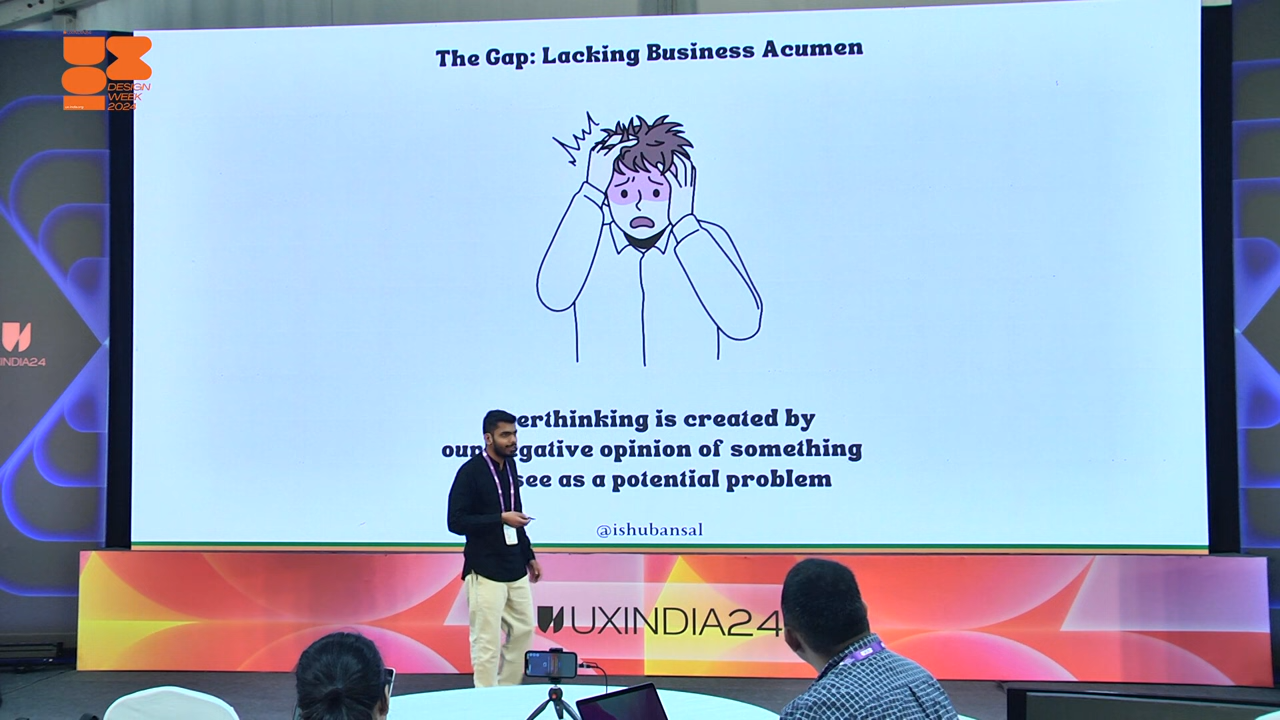 The Gap: Lacking Business Acumen
DESIGN
WEEK
2024
INDIA24
erthinking is created by
our gative opinion of something
see as a potential problem
@ishubansal
UXINDIA24